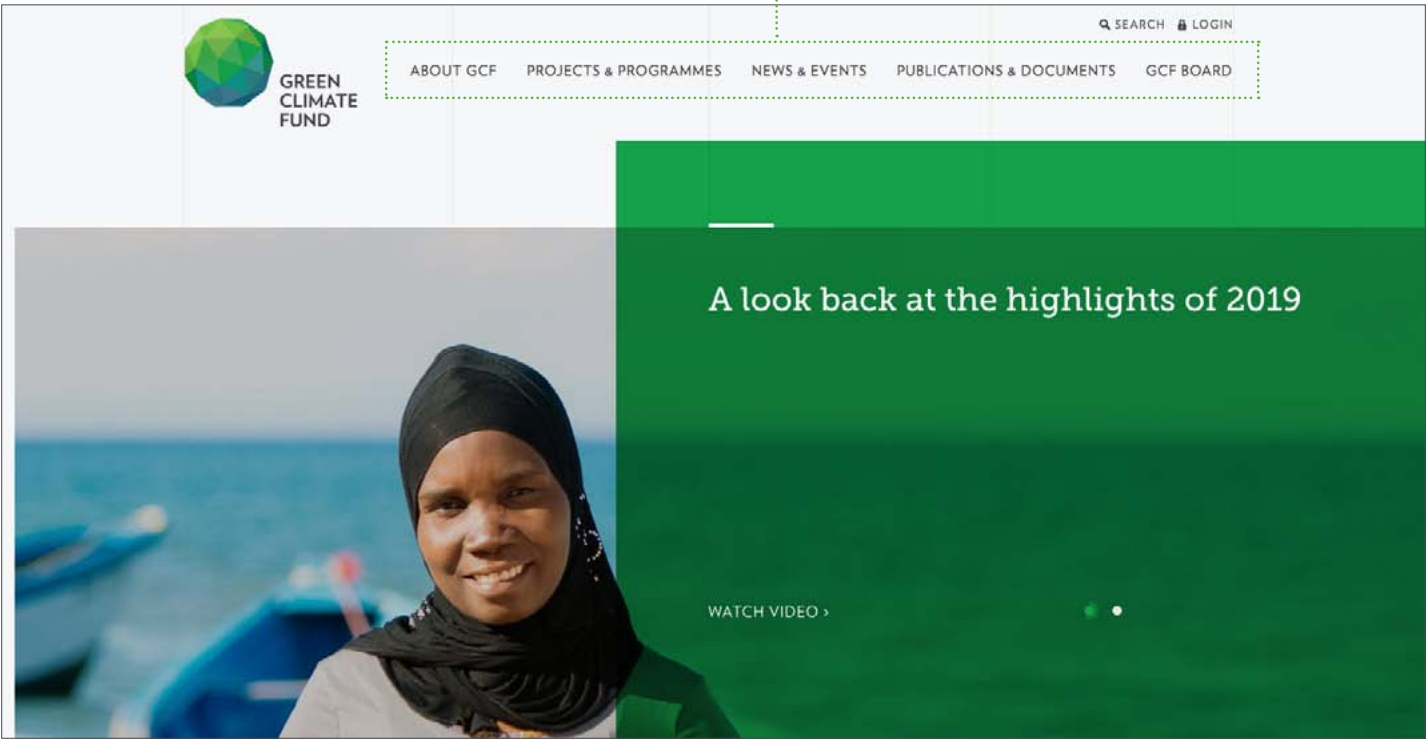 SEARCH LOGIN
GREEN
CLIMATE
FUND
ABOUT GCF PROJECTS & PROGRAMMES NEWS & EVENTS PUBLICATIONS & DOCUMENTS GCF BOARD
A look back at the highlights of 2019
WATCH VIDEO ›